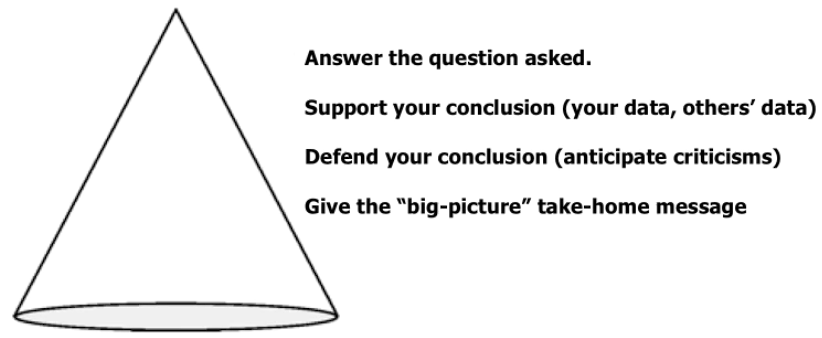 Answer the question asked.
Support your conclusion (your data, others’ data)
Defend your conclusion (anticipate criticisms)
Give the “big-picture” take-home message